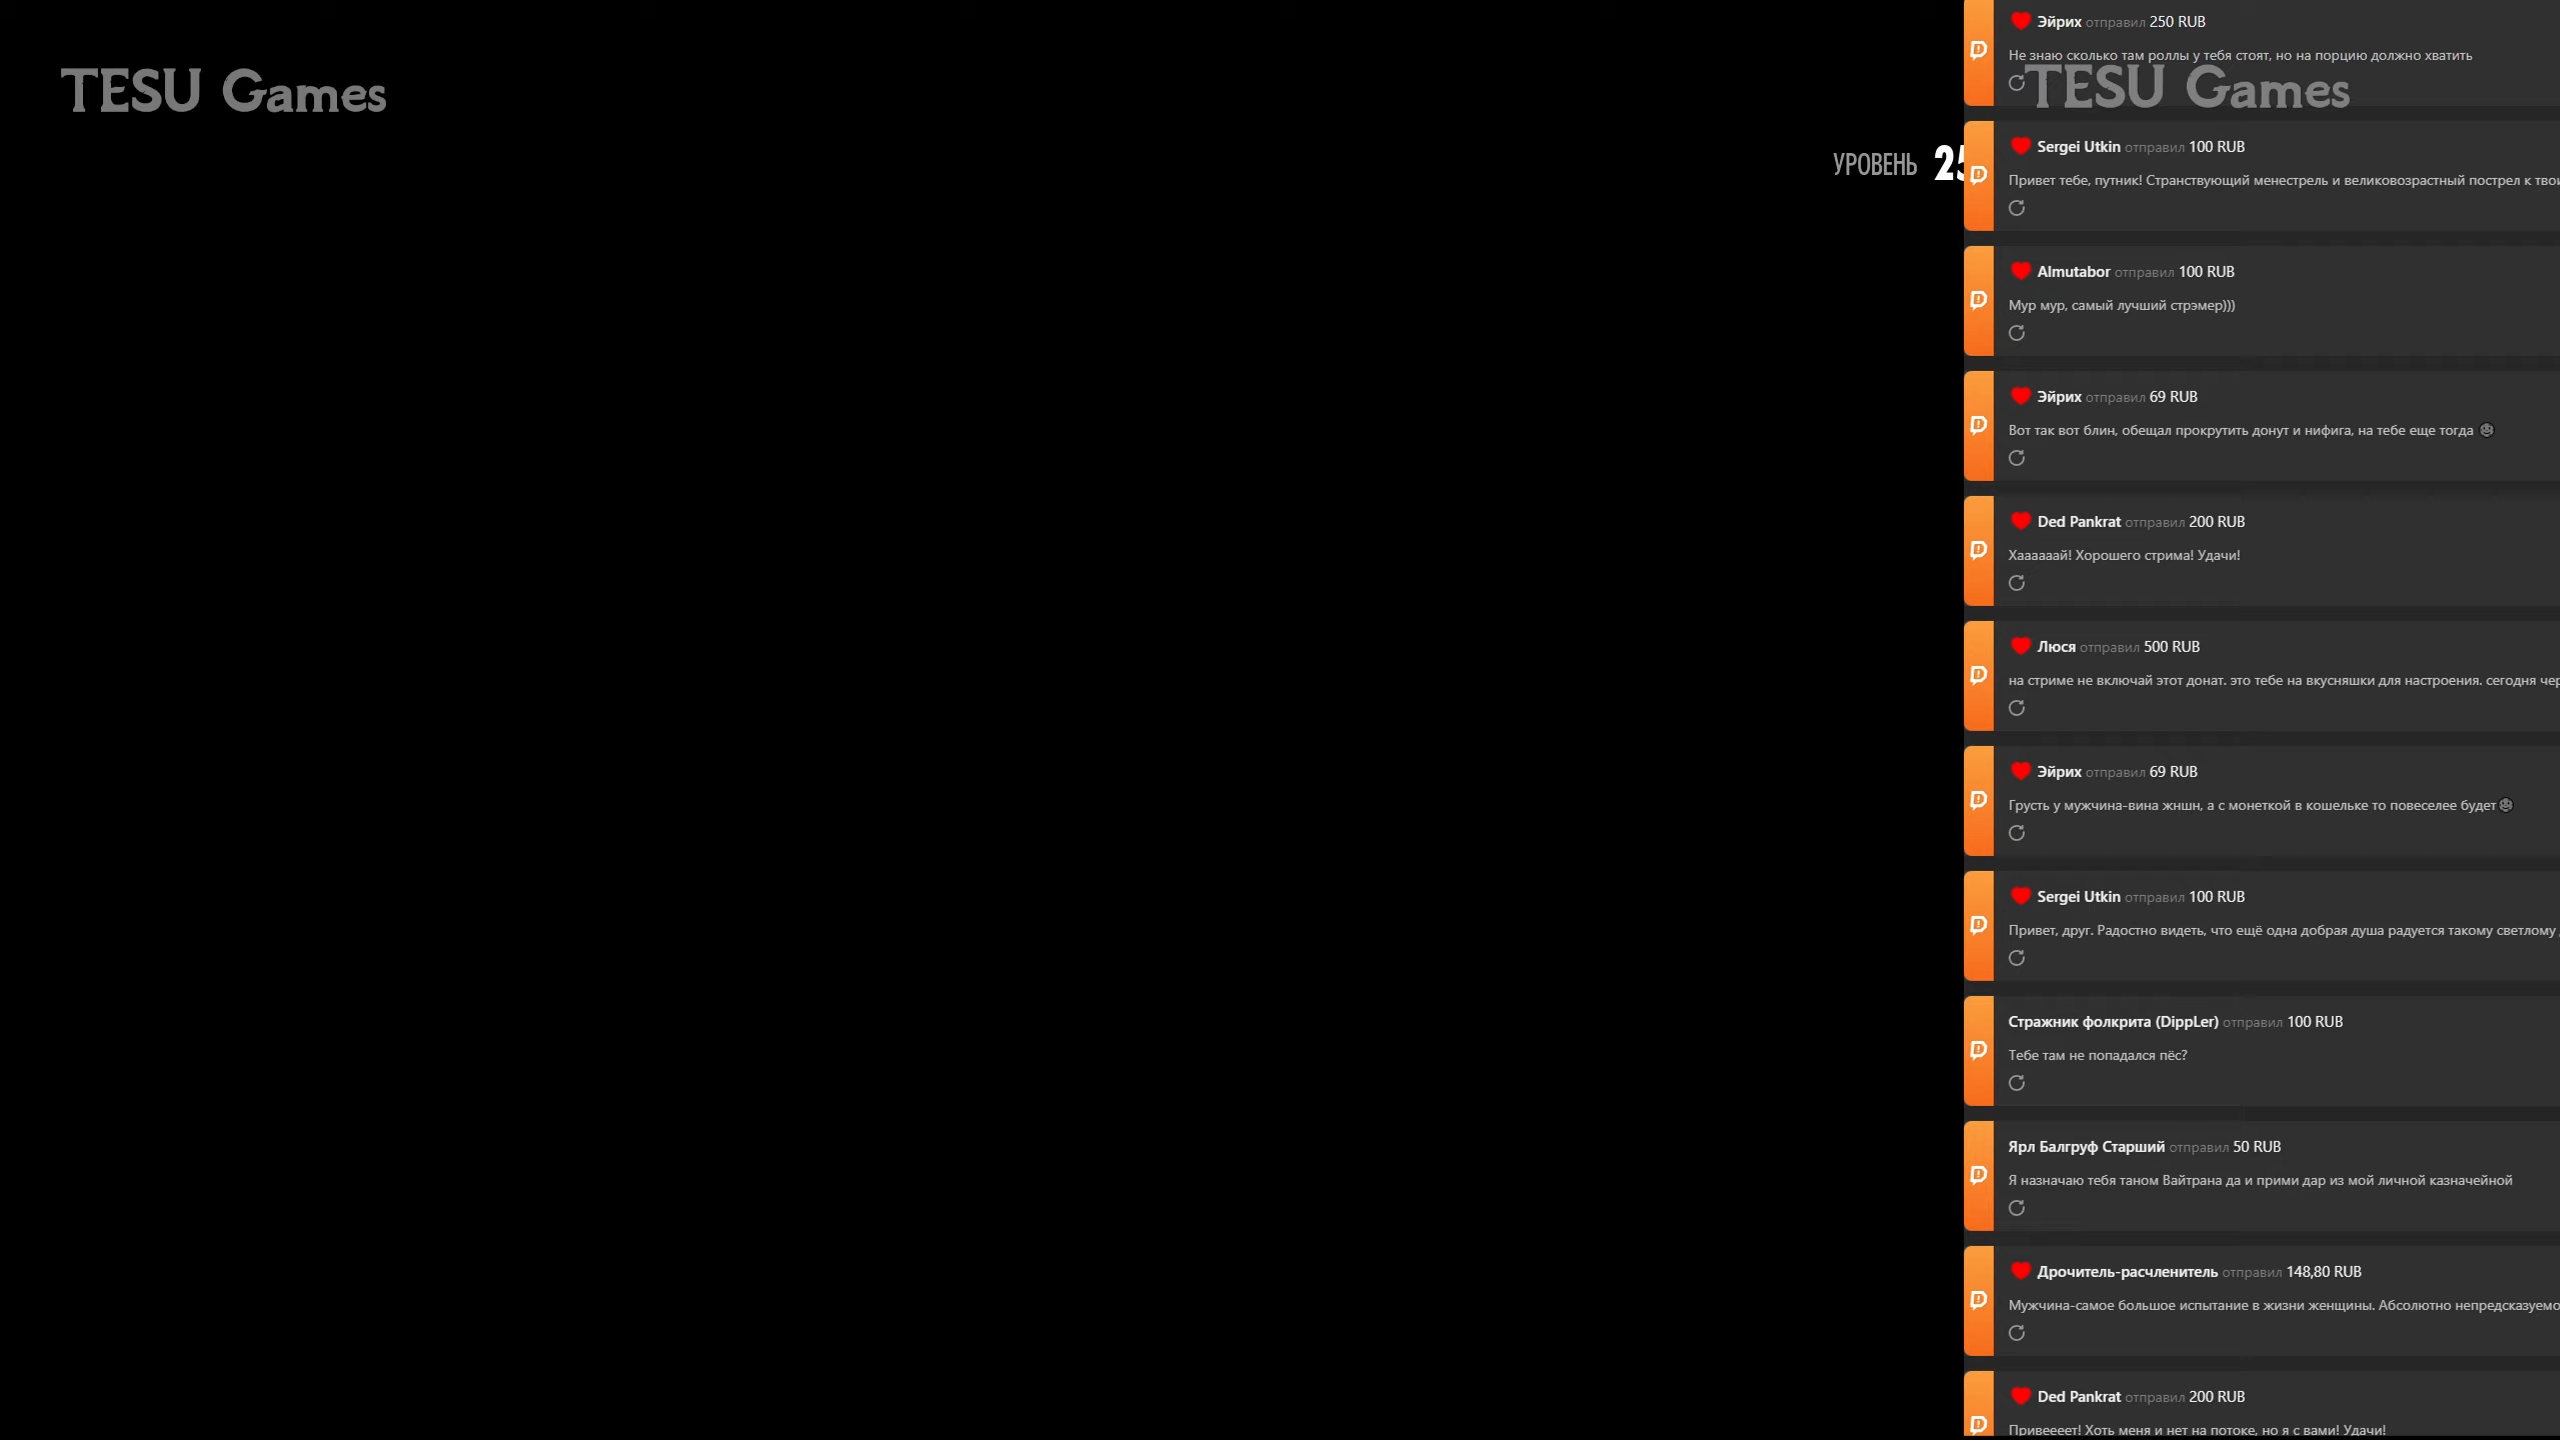 TESU Games
УРОВЕНЬ 25
Эйрих отправил 250 RUB
Не знаю сколько там роллы у тебя стоят, но на порцию должно хватить
TESU Games
Sergei Utkin отправил 100 RUB
Привет тебе, путник! Странствующий менестрель и великовозрастный пострел к
Almutabor отправил 100 RUB
Мур мур, самый лучший стрэмер)))
Эйрих отправил 69 RUB
Вот так вот блин, обещал прокрутить донут и нифига, на тебе еще тогда
Ded Pankrat отправил 200 RUB
Хаааааай! Хорошего стрима! Удачи!
Люся отправил 500 RUB
на стриме не включай этот донат. это тебе на вкусняшки для настроения. сегодня
Эйрих отправил 69 RUB
Грусть у мужчина-вина жншн, а с монеткой в кошельке то повеселее будет
Sergei Utkin отправил 100 RUB
Привет, друг. Радостно видеть, что ещё одна добрая душа радуется такому светлому
Стражник фолкрита (DippLer) отправил 100 RUB
Тебе там не попадался пёс?
Ярл Балгруф Старший отправил 50 RUB
Я назначаю тебя таном Вайтрана да и прими дар из мой личной казначейной
Дрочитель-расчленитель отправил 148,80 RUB
Мужчина-самое большое испытание в жизни женщины. Абсолютно
Ded Pankrat отправил 200 RUB
Привеееет! Хоть меня и нет на потоке, но я с вами! Удачи!